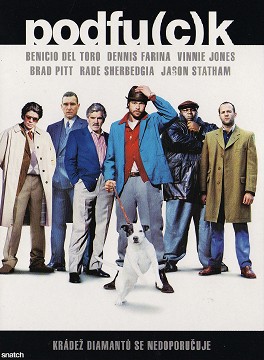 podfu(c)k
BENICIO DEL TORO DENNIS FARINA VINNIE JONES
BRAD PITT RADE SHERBEDGIA JASON STATHAM
KRÁDEŽ DIAMANTŮ SE NEDOPORUČUJE
snatch